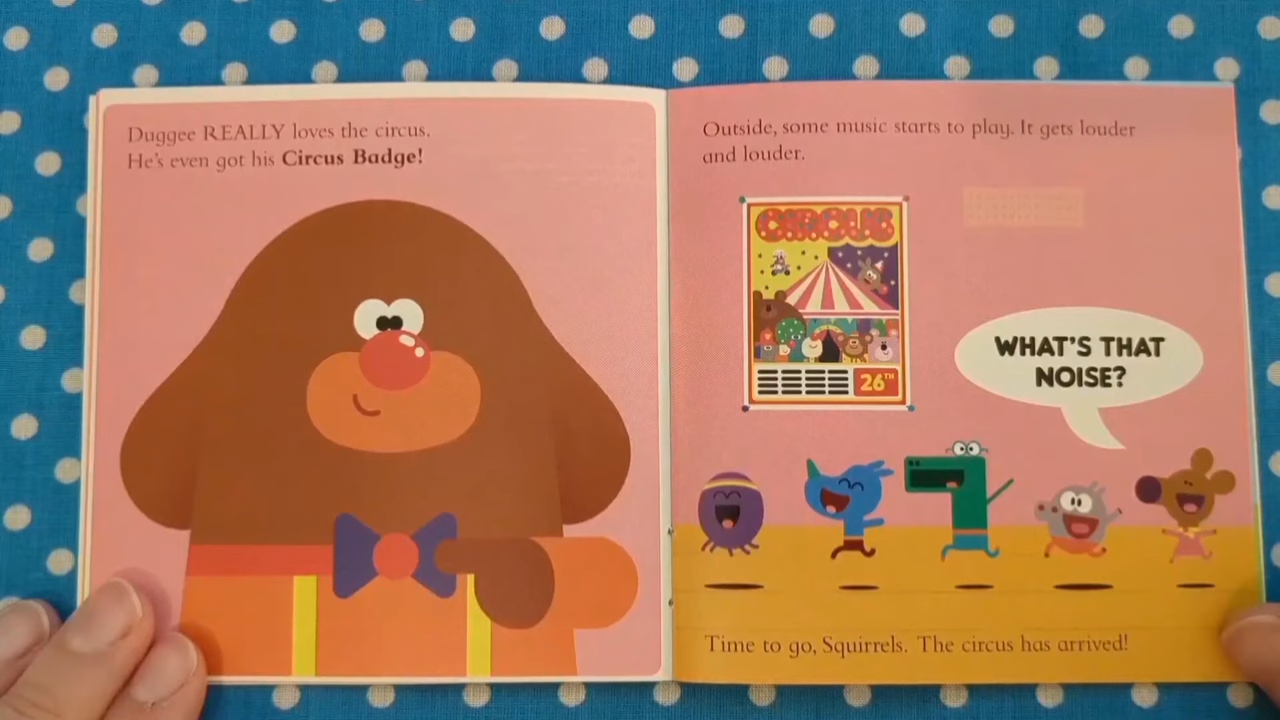 Duggee REALLY loves the circus.
He's even got his Circus Badge!
Outside, some music starts to play. It gets louder
and louder.
CIRCUS
26TH
WHAT'S THAT
NOISE?
Time to go, Squirrels. The circus has arrived!